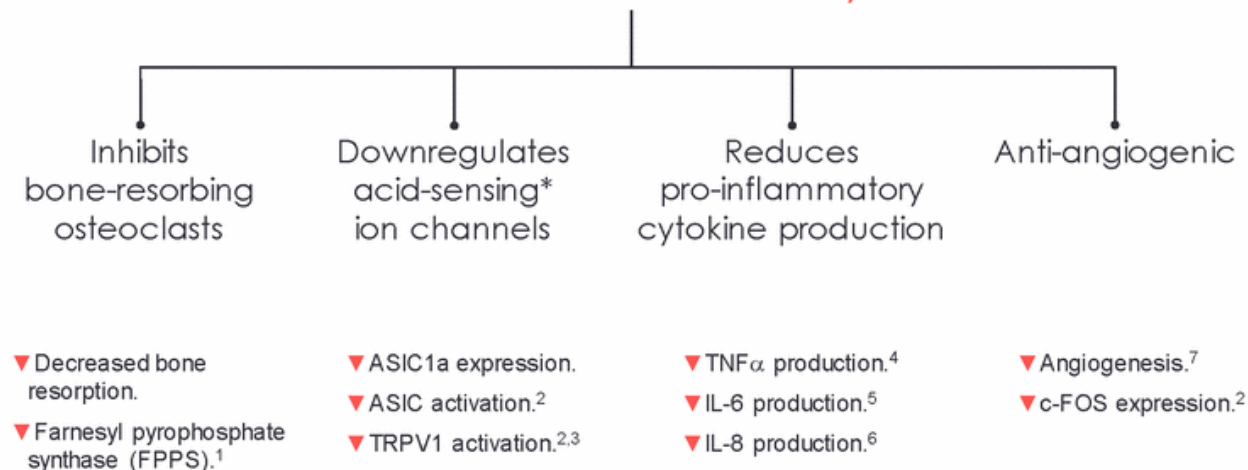 Inhibits
bone-resorbing
osteoclasts
Downregulates
acid-sensing*
ion channels
Reduces
pro-inflammatory
cytokine production
Anti-angiogenic
▼ Decreased bone
resorption.
▼ Farnesyl pyrophosphate
synthase (FPPS).¹
▼ ASIC1a expression.
▼ ASIC activation.²
▼ TRPV1 activation.²,³
▼ TNFα production.⁴
▼ IL-6 production.⁵
▼ IL-8 production.⁶
▼ Angiogenesis.⁷
▼ c-FOS expression.²